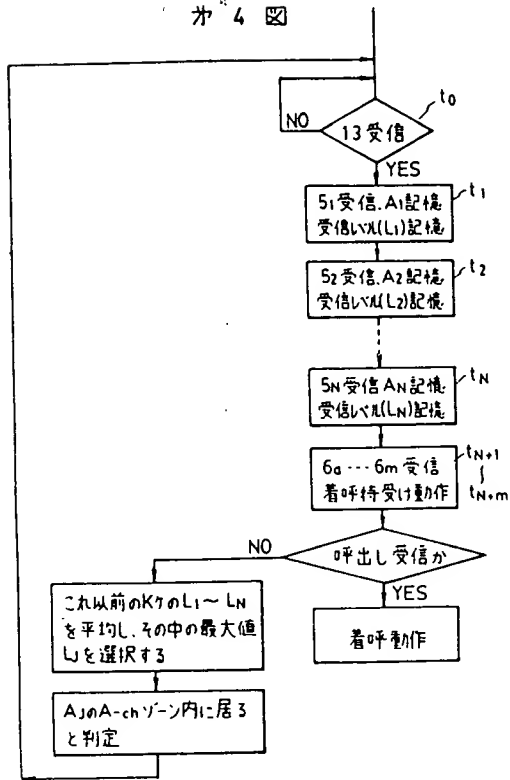 第4図
t0
NO
13受信
YES
t1
51受信、A1記憶
受信レベル(L1)記憶
t2
52受信、A2記憶
受信レベル(L2)記憶
tN
5N受信 AN記憶
受信レベル(LN)記憶
tN+1
〜
tN+m
6a…6m受信
着呼待受け動作
NO
呼出し受信か
YES
着呼動作
これ以前のKケのL1〜LN
を平均し、その中の最大値
LJを選択する
AJのA-chゾーン内に居る
と判定